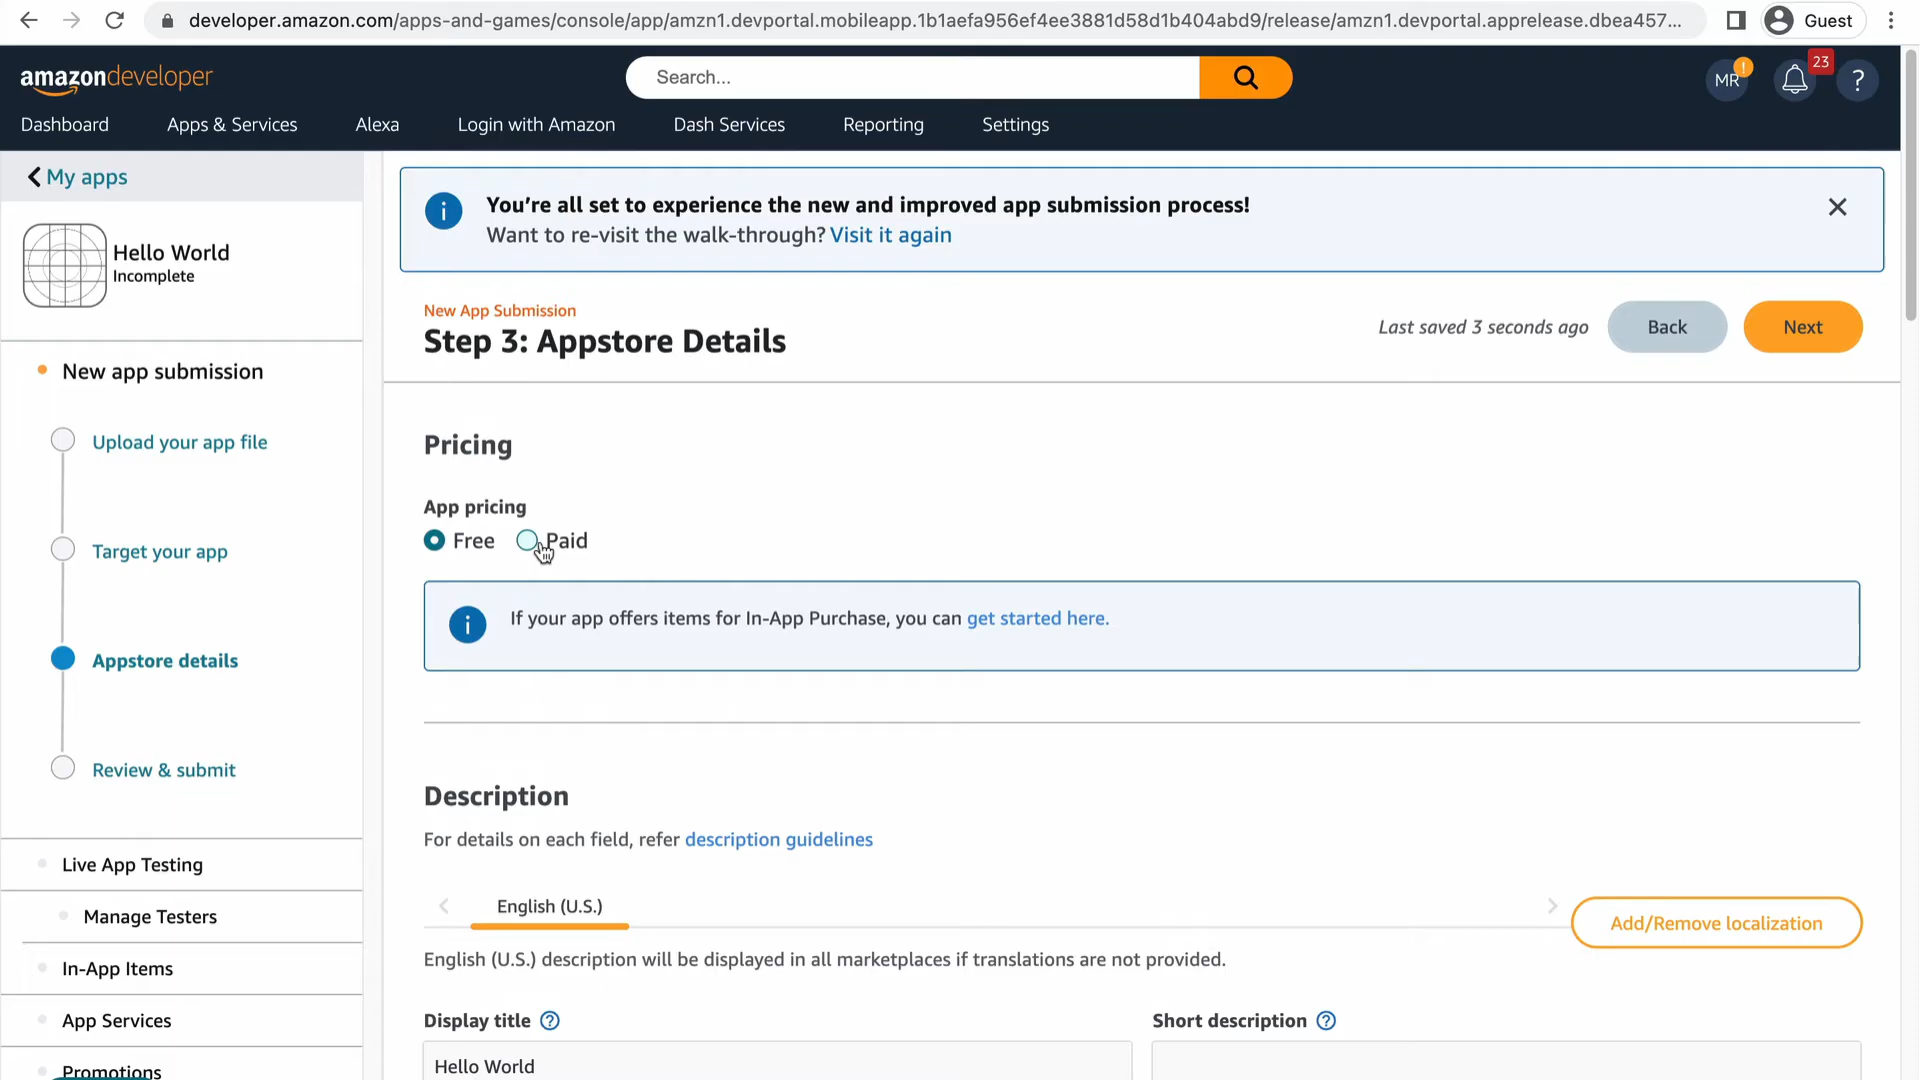 developer.amazon.com/apps-and-games/console/app/amzn1.devportal.mobileapp.1b1aefa956ef4ee3881d58d1b404abd9/release/amzn1.devportal.apprelease.dbea457...
Guest
amazondeveloper
Search...
MR
!
23
?
Dashboard
Apps & Services
Alexa
Login with Amazon
Dash Services
Reporting
Settings
My apps
Hello World
Incomplete
New app submission
Upload your app file
Target your app
Appstore details
Review & submit
Live App Testing
Manage Testers
In-App Items
App Services
Promotions
i
You're all set to experience the new and improved app submission process!
Want to re-visit the walk-through? Visit it again
New App Submission
Step 3: Appstore Details
Last saved 3 seconds ago
Back
Next
Pricing
App pricing
Free
Paid
i
If your app offers items for In-App Purchase, you can get started here.
Description
For details on each field, refer description guidelines
English (U.S.)
Add/Remove localization
English (U.S.) description will be displayed in all marketplaces if translations are not provided.
Display title ?
Short description ?
Hello World